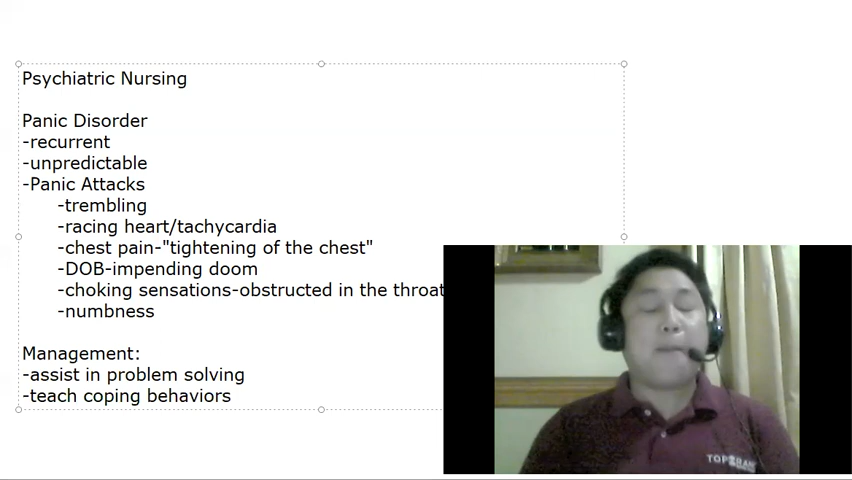 Psychiatric Nursing
Panic Disorder
-recurrent
-unpredictable
-Panic Attacks
-trembling
-racing heart/tachycardia
-chest pain-"tightening of the chest"
-DOB-impending doom
-choking sensations-obstructed in the throat
-numbness
Management:
-assist in problem solving
-teach coping behaviors